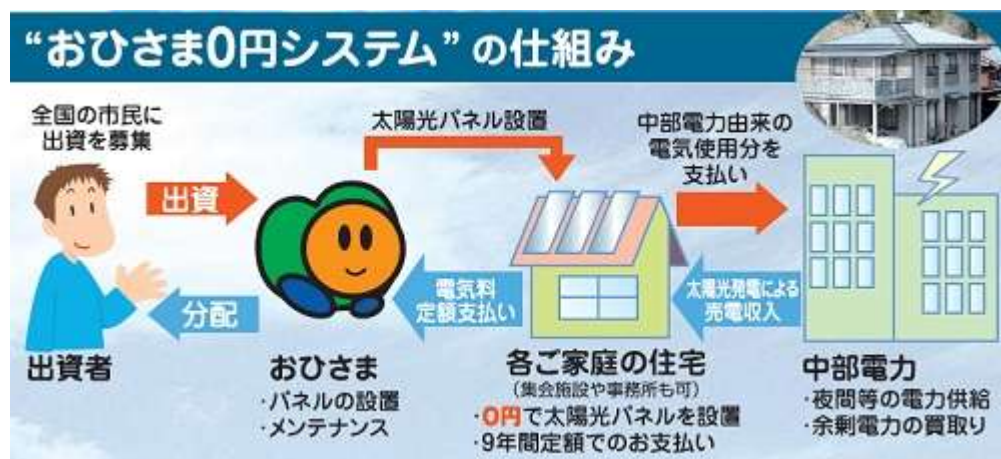 “おひさま0円システム”の仕組み
全国の市民に
出資を募集
太陽光パネル設置
中部電力由来の
電気使用分を
支払い
出資
分配
電気料
定額支払い
太陽光発電による
売電収入
出資者
おひさま
・パネルの設置
・メンテナンス
各ご家庭の住宅
(集会施設や事務所も可)
・0円で太陽光パネルを設置
・9年間定額でのお支払い
中部電力
・夜間等の電力供給
・余剰電力の買取り